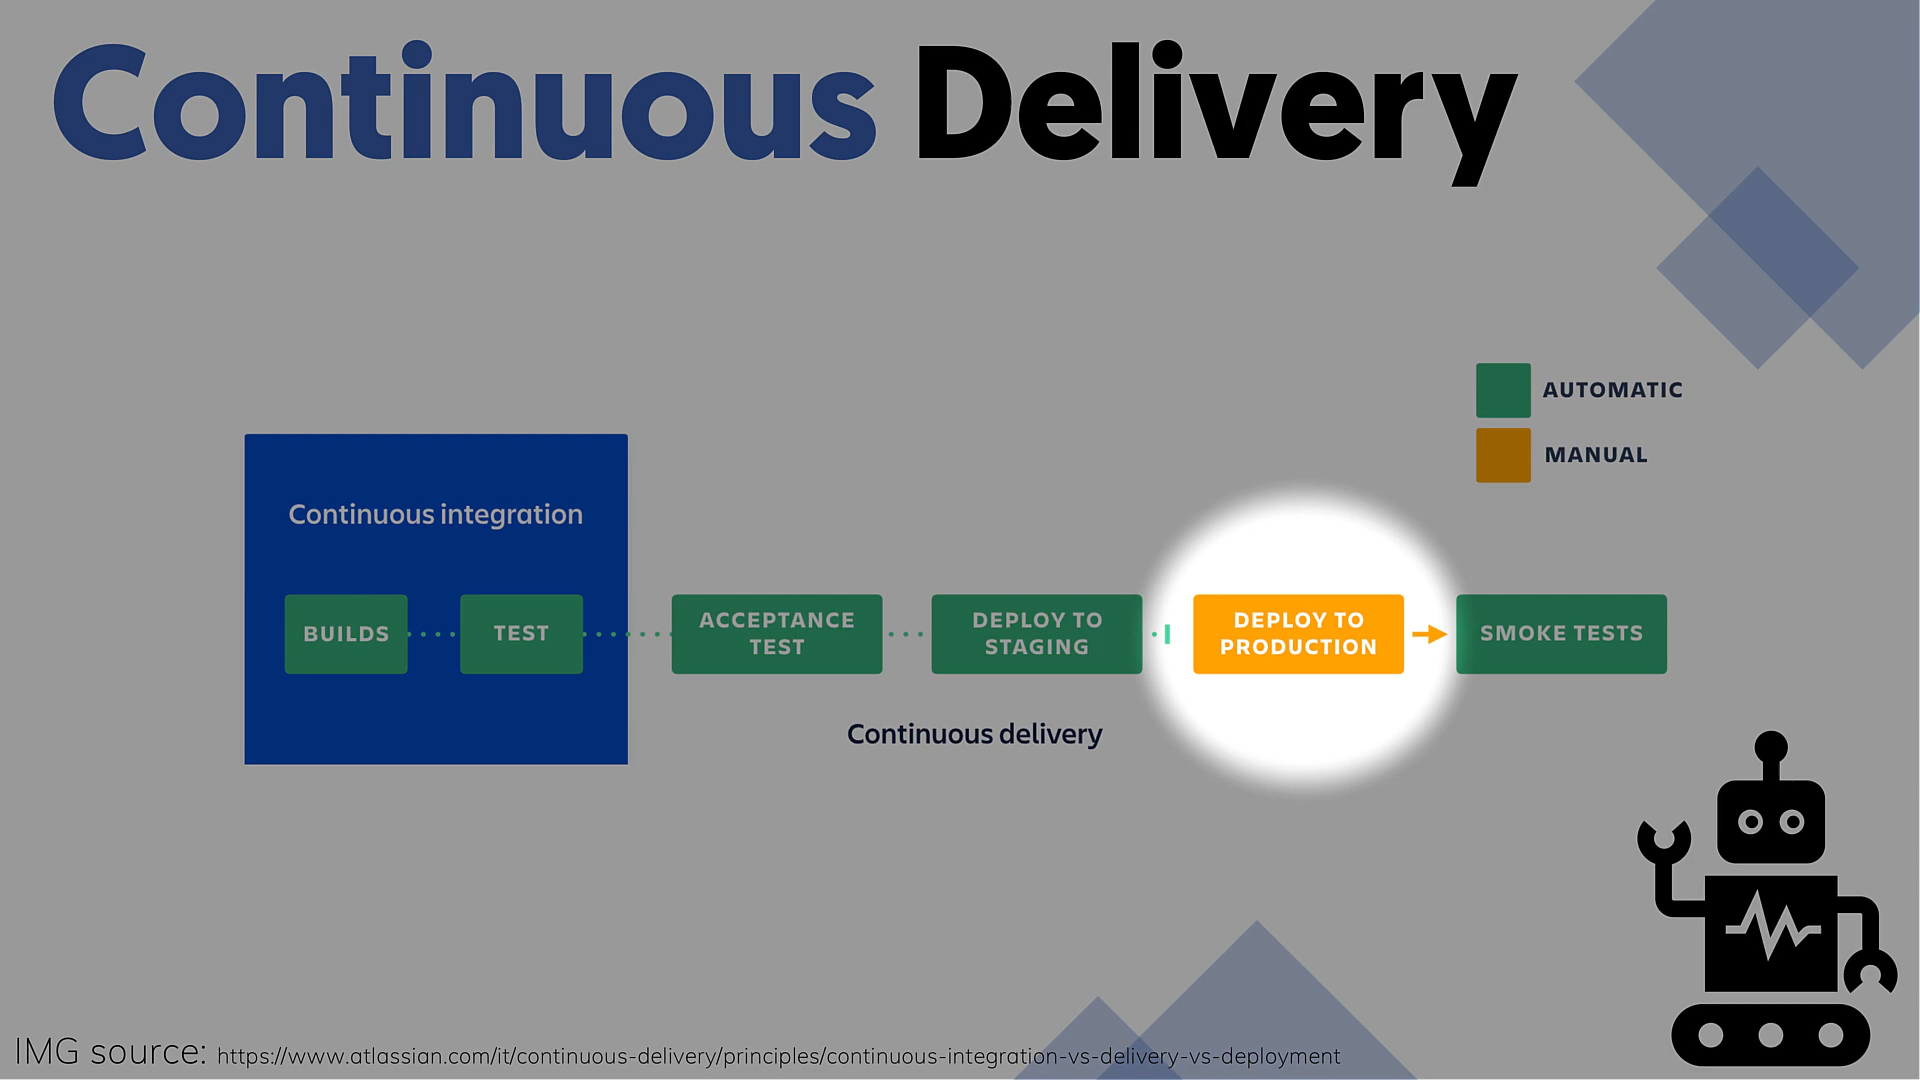 Continuous Delivery
AUTOMATIC
MANUAL
Continuous integration
BUILDS
TEST
ACCEPTANCE
TEST
DEPLOY TO
STAGING
DEPLOY TO
PRODUCTION
SMOKE TESTS
Continuous delivery
IMG source: https://www.atlassian.com/it/continuous-delivery/principles/continuous-integration-vs-delivery-vs-deployment